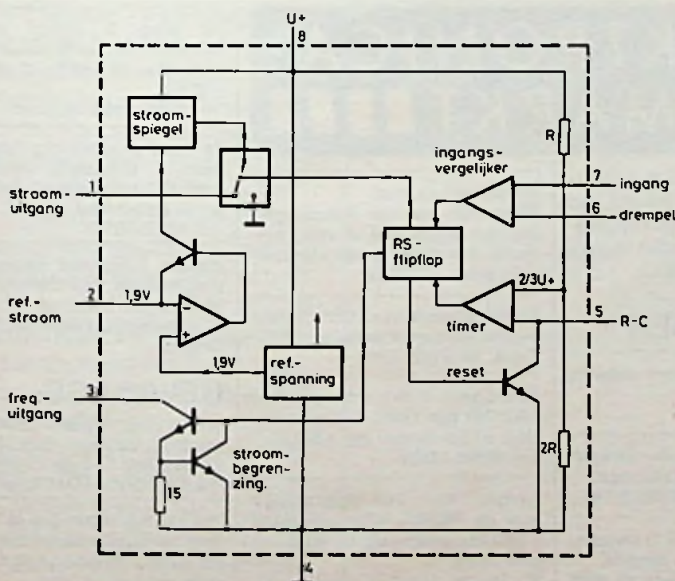 U+
8
stroom-
spiegel
R
ingangs-
vergelijker
7 ingang
stroom-
uitgang
1
6 drempel
RS-
flipflop
2/3U+
ref.-
stroom
2
1,9V
-
+
timer
5 R-C
1,9V
ref.-
spanning
reset
freq-
uitgang
3
stroom-
begren-
zing.
15
2R
4